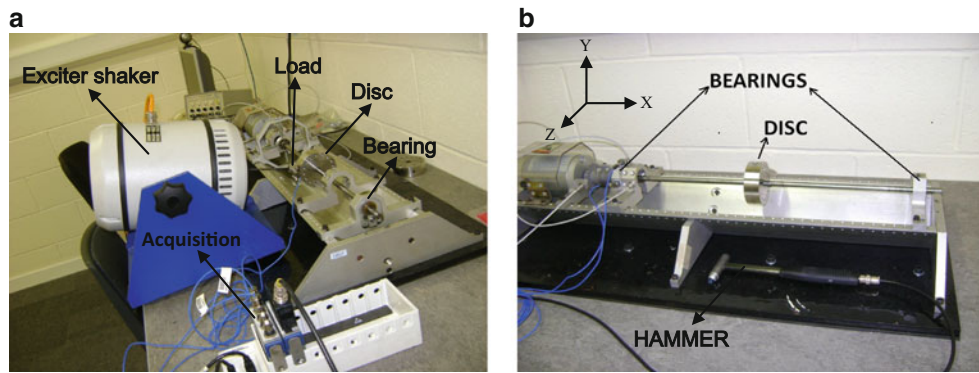 a
b
Exciter shaker
Load
Disc
Bearing
Acquisition
Y
X
Z
BEARINGS
DISC
HAMMER